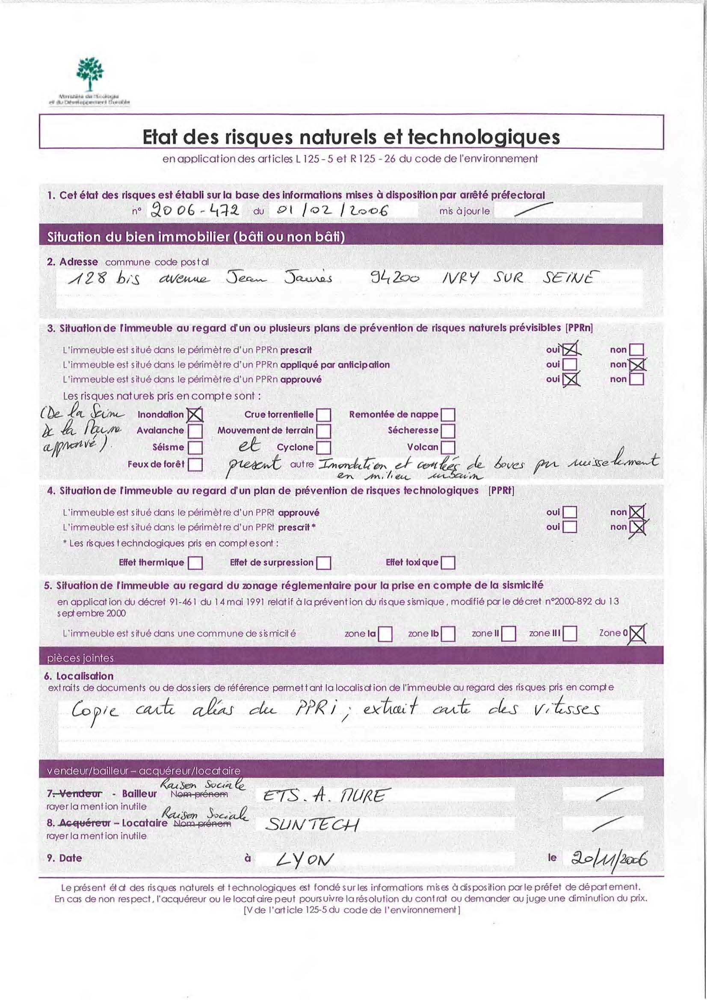 Ministère de l'Ecologie
et du Développement Durable
Etat des risques naturels et technologiques
en application des articles L 125 - 5 et R 125 - 26 du code de l'environnement
1. Cet état des risques est établi sur la base des informations mises à disposition par arrêté préfectoral
n° 2006-472 du 01/02/2006 mis à jour le /
Situation du bien immobilier (bâti ou non bâti)
2. Adresse commune code postal
128 bis avenue Jean Jaurès 94200 IVRY SUR SEINE
3. Situation de l'immeuble au regard d'un ou plusieurs plans de prévention de risques naturels prévisibles [PPRn]
L'immeuble est situé dans le périmètre d'un PPRn prescrit oui ☒ non ☐
L'immeuble est situé dans le périmètre d'un PPRn appliqué par anticipation oui ☐ non ☒
L'immeuble est situé dans le périmètre d'un PPRn approuvé oui ☒ non ☐
Les risques naturels pris en compte sont :
(De la Seine Inondation ☒ Crue torrentielle ☐ Remontée de nappe ☐
De la Marne Avalanche ☐ Mouvement de terrain ☐ Sécheresse ☐
approuvé). Séisme ☐ et Cyclone ☐ Volcan ☐
Feux de forêt ☐ present autre Inondation et coulées de boues par ruissellement
en milieu urbain
4. Situation de l'immeuble au regard d'un plan de prévention de risques technologiques [PPRt]
L'immeuble est situé dans le périmètre d'un PPRt approuvé oui ☐ non ☒
L'immeuble est situé dans le périmètre d'un PPRt prescrit * oui ☐ non ☒
* Les risques technologiques pris en compte sont :
Effet thermique ☐ Effet de surpression ☐ Effet toxique ☐
5. Situation de l'immeuble au regard du zonage réglementaire pour la prise en compte de la sismicité
en application du décret 91-461 du 14 mai 1991 relatif à la prévention du risque sismique, modifié par le décret n°2000-892 du 13
septembre 2000
L'immeuble est situé dans une commune de sismicité zone Ia ☐ zone Ib ☐ zone II ☐ zone III ☐ Zone 0 ☒
pièces jointes
6. Localisation
extraits de documents ou de dossiers de référence permettant la localisation de l'immeuble au regard des risques pris en compte
Copie carte aléas du PPRi ; extrait carte des vitesses
vendeur/bailleur – acquéreur/locataire
Raison Sociale
7. Vendeur - Bailleur Nom prénom ETS. A. MURE /
rayer la mention inutile
Raison Sociale
8. Acquéreur – Locataire Nom prénom SUNTECH /
rayer la mention inutile
9. Date à LYON le 20/11/2006
Le présent état des risques naturels et technologiques est fondé sur les informations mises à disposition par le préfet de département.
En cas de non respect, l'acquéreur ou le locataire peut poursuivre la résolution du contrat ou demander au juge une diminution du prix.
[V de l'article 125-5 du code de l'environnement]